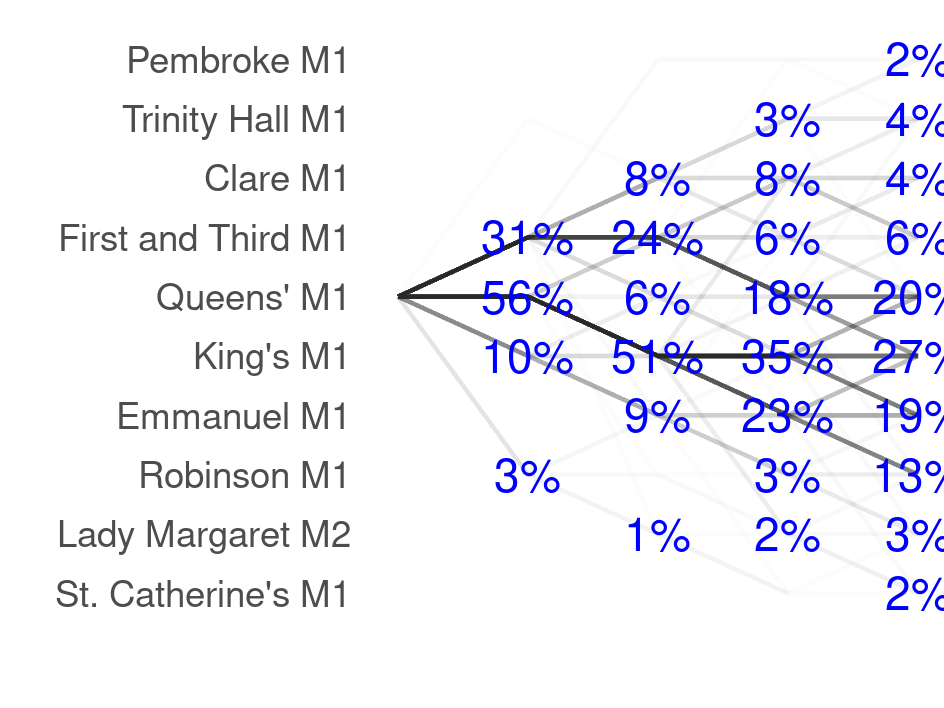 Pembroke M1 2%
Trinity Hall M1 3% 4%
Clare M1 8% 8% 4%
First and Third M1 31% 24% 6% 6%
Queens' M1 56% 6% 18% 20%
King's M1 10% 51% 35% 27%
Emmanuel M1 9% 23% 19%
Robinson M1 3% 3% 13%
Lady Margaret M2 1% 2% 3%
St. Catherine's M1 2%